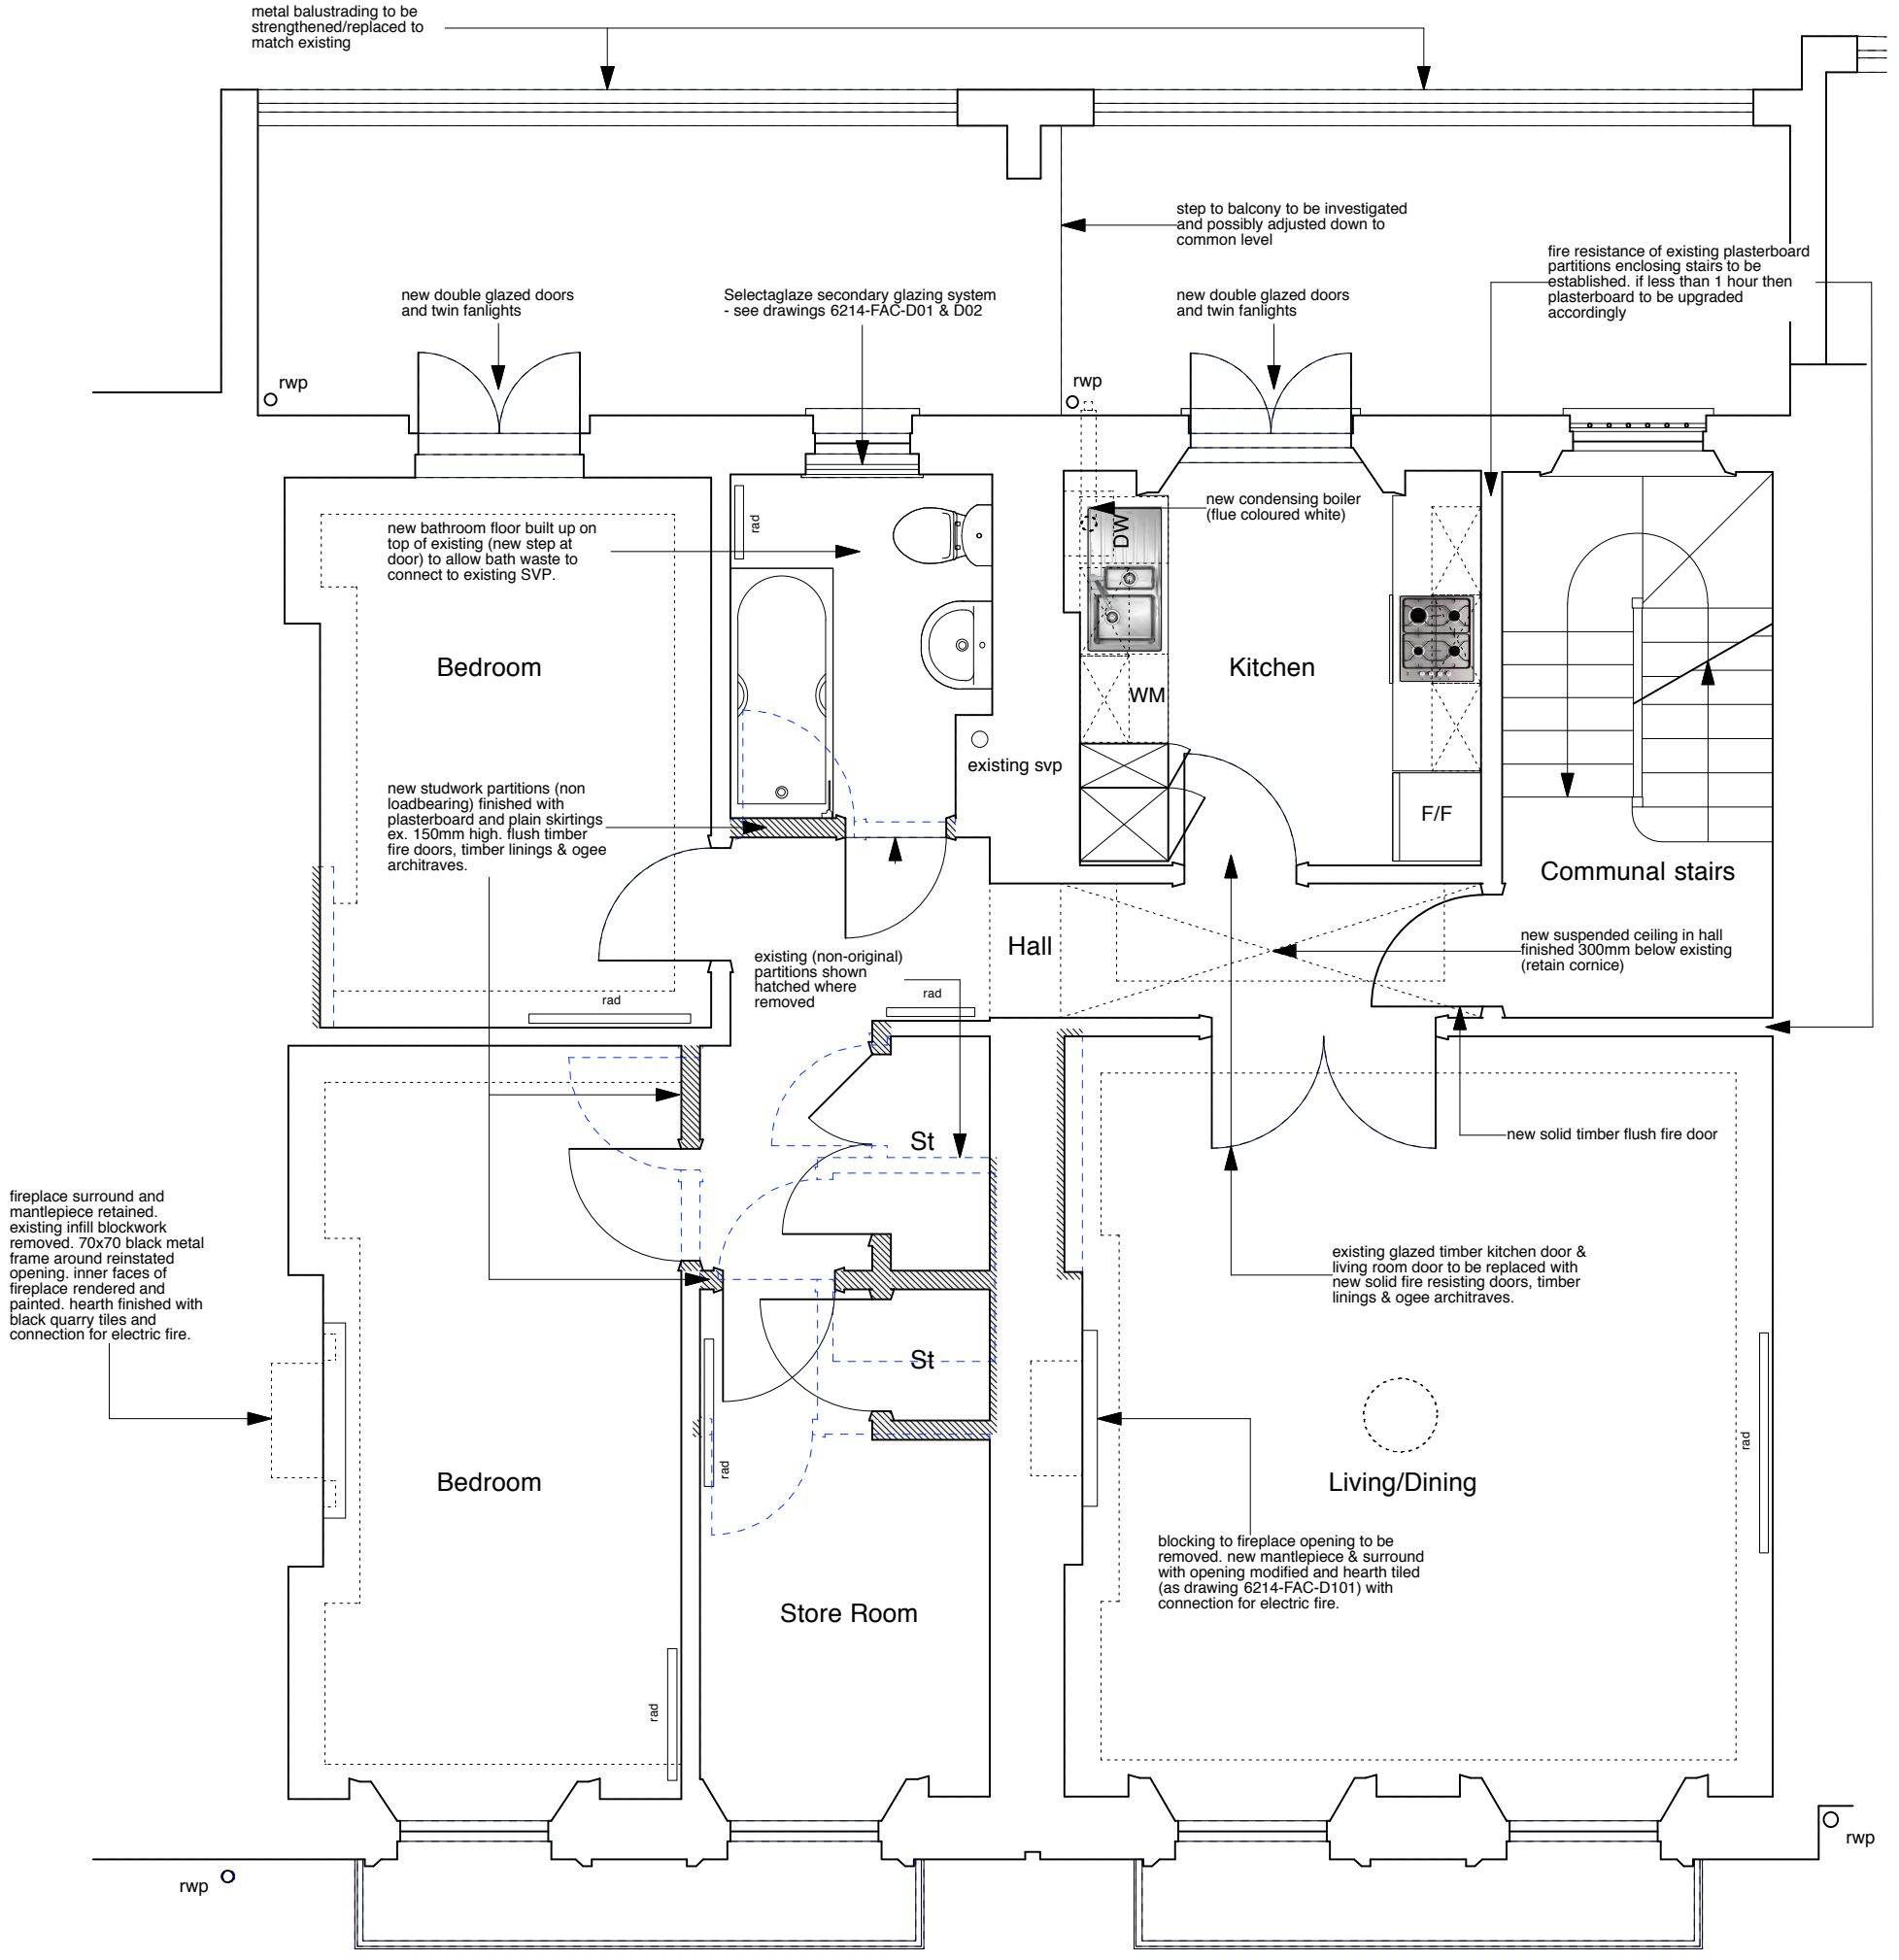 metal balustrading to be
strengthened/replaced to
match existing
step to balcony to be investigated
and possibly adjusted down to
common level
fire resistance of existing plasterboard
partitions enclosing stairs to be
established. if less than 1 hour then
plasterboard to be upgraded
accordingly
new double glazed doors
and twin fanlights
Selectaglaze secondary glazing system
- see drawings 6214-FAC-D01 & D02
new double glazed doors
and twin fanlights
rwp
rwp
new bathroom floor built up on
top of existing (new step at
door) to allow bath waste to
connect to existing SVP.
rad
DW
new condensing boiler
(flue coloured white)
Bedroom
Kitchen
WM
existing svp
new studwork partitions (non
loadbearing) finished with
plasterboard and plain skirtings
ex. 150mm high. flush timber
fire doors, timber linings & ogee
architraves.
F/F
Communal stairs
existing (non-original)
partitions shown
hatched where
removed
Hall
new suspended ceiling in hall
finished 300mm below existing
(retain cornice)
rad
rad
St
new solid timber flush fire door
fireplace surround and
mantlepiece retained.
existing infill blockwork
removed. 70x70 black metal
frame around reinstated
opening. inner faces of
fireplace rendered and
painted. hearth finished with
black quarry tiles and
connection for electric fire.
existing glazed timber kitchen door &
living room door to be replaced with
new solid fire resisting doors, timber
linings & ogee architraves.
St
rad
rad
Bedroom
Living/Dining
blocking to fireplace opening to be
removed. new mantlepiece & surround
with opening modified and hearth tiled
(as drawing 6214-FAC-D101) with
connection for electric fire.
Store Room
rad
rwp
rwp